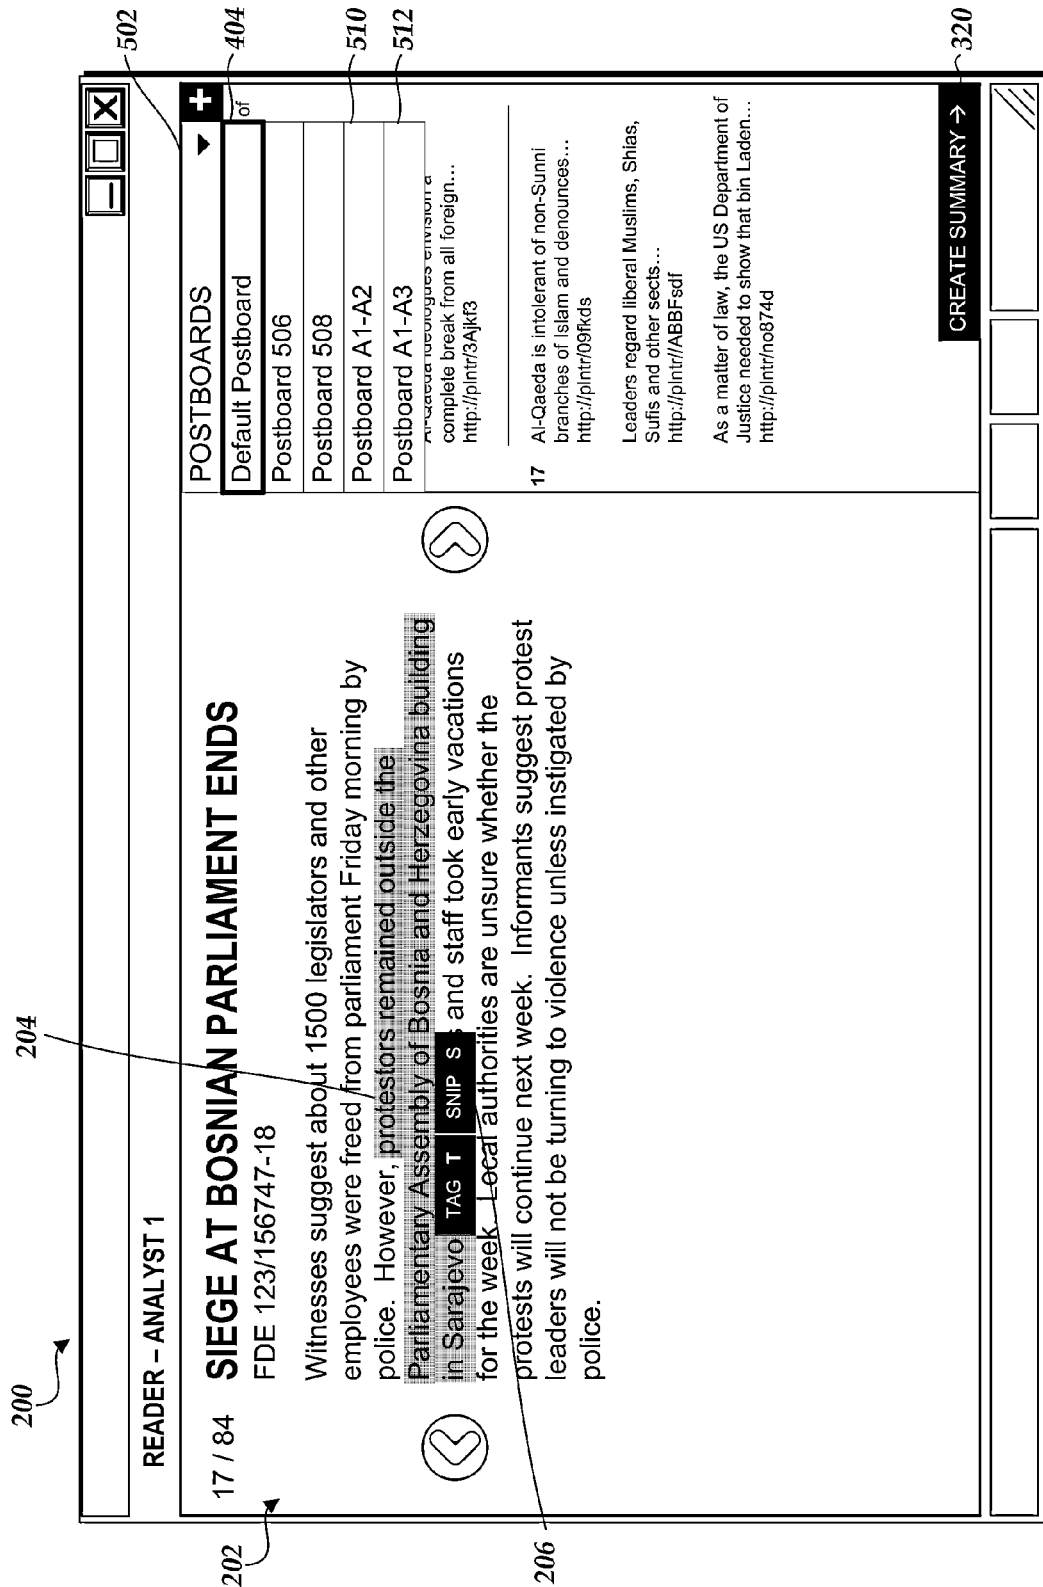 200
204
READER – ANALYST 1
202
17 / 84
SIEGE AT BOSNIAN PARLIAMENT ENDS
FDE 123/156747-18
Witnesses suggest about 1500 legislators and other
employees were freed from parliament Friday morning by
police. However, protestors remained outside the
Parliamentary Assembly of Bosnia and Herzegovina building
in Sarajevo
TAG T
SNIP S
s and staff took early vacations
for the week. Local authorities are unsure whether the
protests will continue next week. Informants suggest protest
leaders will not be turning to violence unless instigated by
police.
206
POSTBOARDS
+
502
Default Postboard
of
404
Postboard 506
Postboard 508
Postboard A1-A2
510
Postboard A1-A3
512
Al-Qaeda ideologues envision a
complete break from all foreign...
http://plntr/3Ajkf3
17
Al-Qaeda is intolerant of non-Sunni
branches of Islam and denounces...
http://plntr/09fkds
Leaders regard liberal Muslims, Shias,
Sufis and other sects...
http://plntr//ABBFsdf
As a matter of law, the US Department of
Justice needed to show that bin Laden...
http://plntr/no874d
CREATE SUMMARY →
320